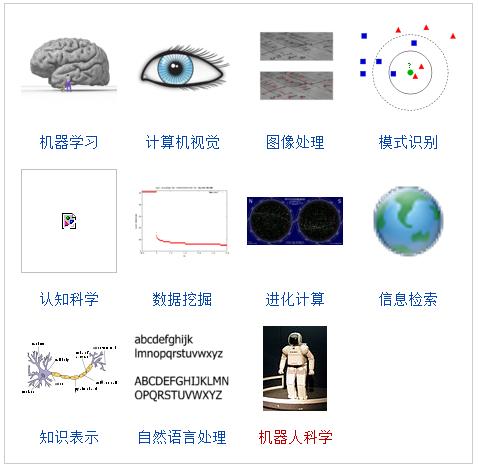 机器学习
计算机视觉
图像处理
模式识别
?
认知科学
数据挖掘
N
S
进化计算
信息检索
abcdefghijk
lmnopqrstuvwxyz
ABCDEFGHIJKLMN
OPQRSTUVWXYZ
知识表示
自然语言处理
机器人科学